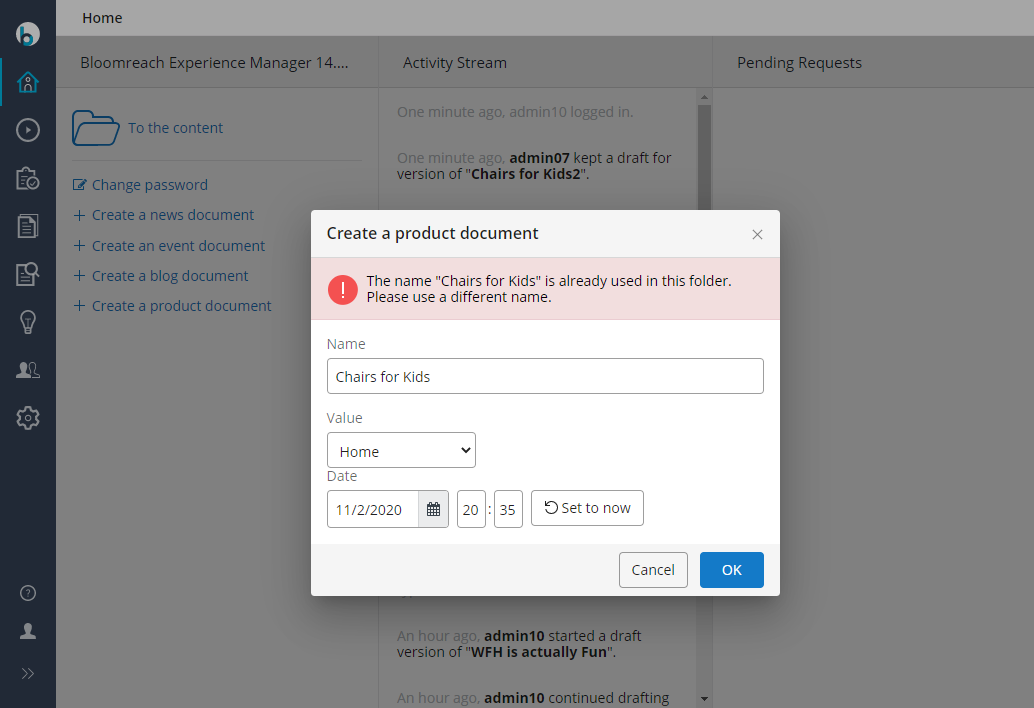 Home
Bloomreach Experience Manager 14....
Activity Stream
Pending Requests
To the content
Change password
Create a news document
Create an event document
Create a blog document
Create a product document
One minute ago, admin10 logged in.
One minute ago, admin07 kept a draft for
version of "Chairs for Kids2".
Create a product document
The name "Chairs for Kids" is already used in this folder.
Please use a different name.
Name
Chairs for Kids
Value
Home
Date
11/2/2020 20 : 35 Set to now
Cancel OK
An hour ago, admin10 started a draft
version of "WFH is actually Fun".
An hour ago, admin10 continued drafting